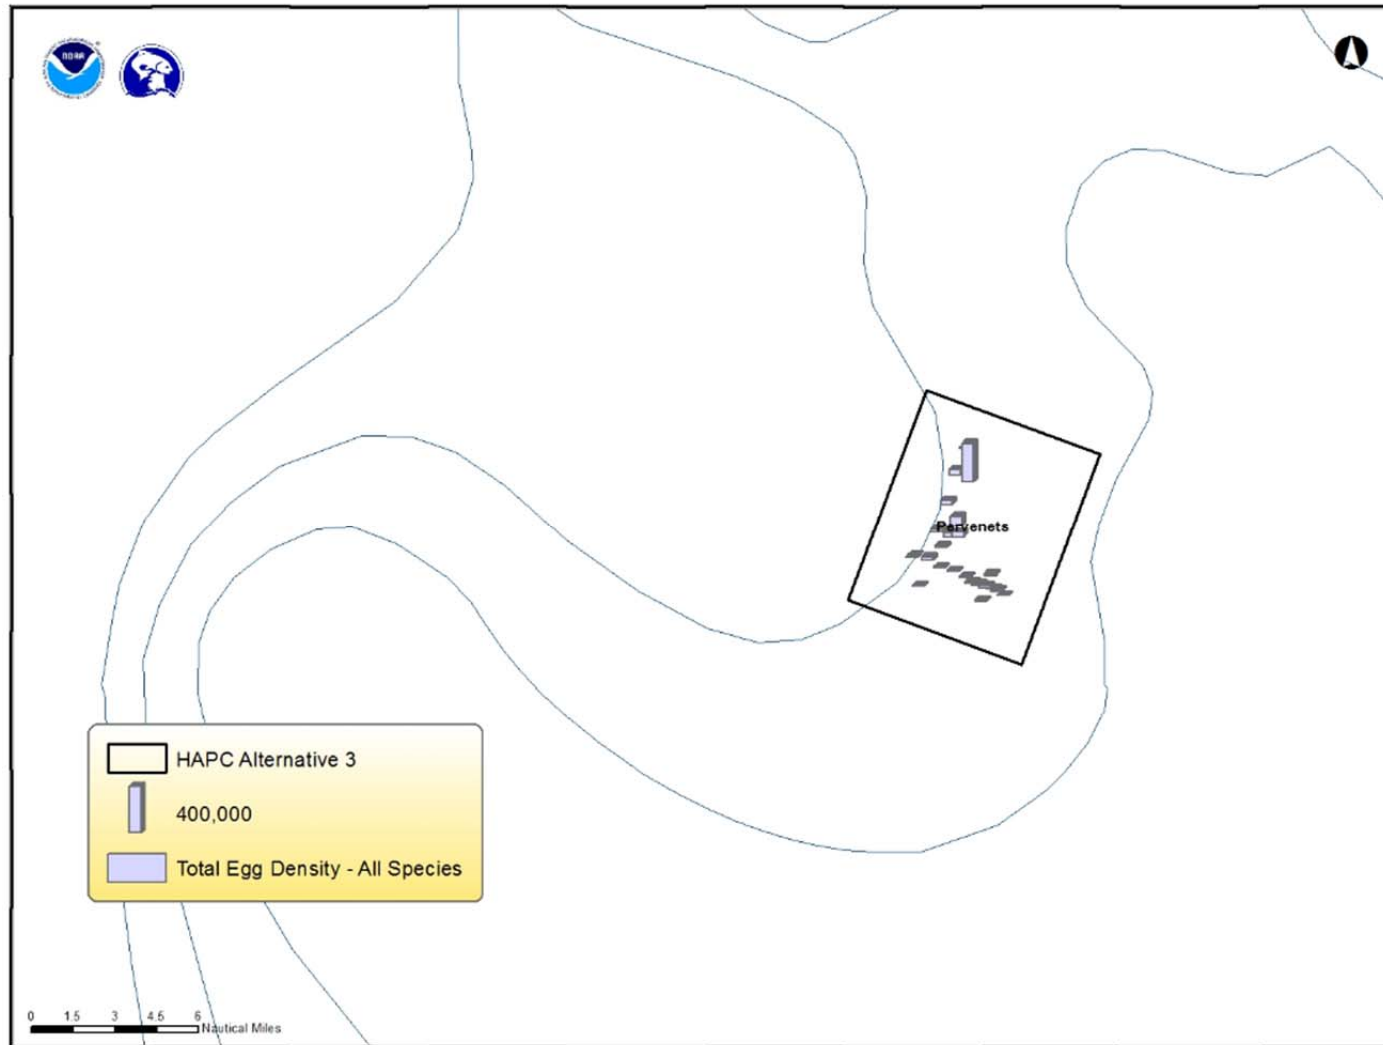 NOAA
Pervenets
HAPC Alternative 3
400,000
Total Egg Density - All Species
0 1.5 3 4.5 6
Nautical Miles